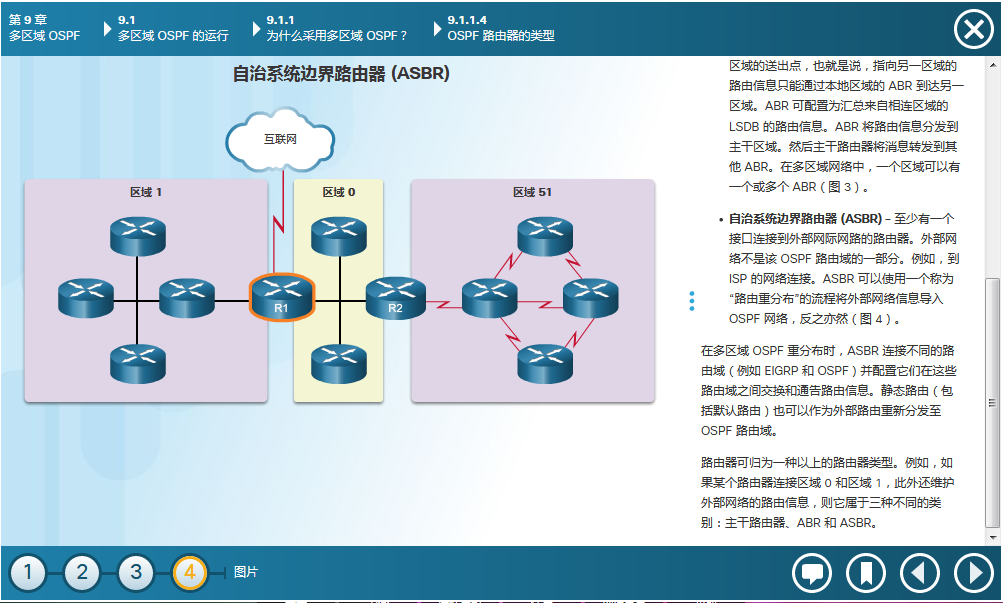 第 9 章
多区域 OSPF
9.1
多区域 OSPF 的运行
9.1.1
为什么采用多区域 OSPF？
9.1.1.4
OSPF 路由器的类型
自治系统边界路由器 (ASBR)
互联网
区域 1
区域 0
区域 51
R1
R2
区域的送出点，也就是说，指向另一区域的
路由信息只能通过本地区域的 ABR 到达另一
区域。ABR 可配置为汇总来自相连区域的
LSDB 的路由信息。ABR 将路由信息分发到
主干区域。然后主干路由器将消息转发到其
他 ABR。在多区域网络中，一个区域可以有
一个或多个 ABR（图 3）。
• 自治系统边界路由器 (ASBR) – 至少有一个
接口连接到外部网际网路的路由器。外部网
络不是该 OSPF 路由域的一部分。例如，到
ISP 的网络连接。ASBR 可以使用一个称为
“路由重分布”的流程将外部网络信息导入
OSPF 网络，反之亦然（图 4）。
在多区域 OSPF 重分布时，ASBR 连接不同的路
由域（例如 EIGRP 和 OSPF）并配置它们在这些
路由域之间交换和通告路由信息。静态路由（包
括默认路由）也可以作为外部路由重新分发至
OSPF 路由域。
路由器可归为一种以上的路由器类型。例如，如
果某个路由器连接区域 0 和区域 1，此外还维护
外部网络的路由信息，则它属于三种不同的类
别：主干路由器、ABR 和 ASBR。
1
2
3
4
图片